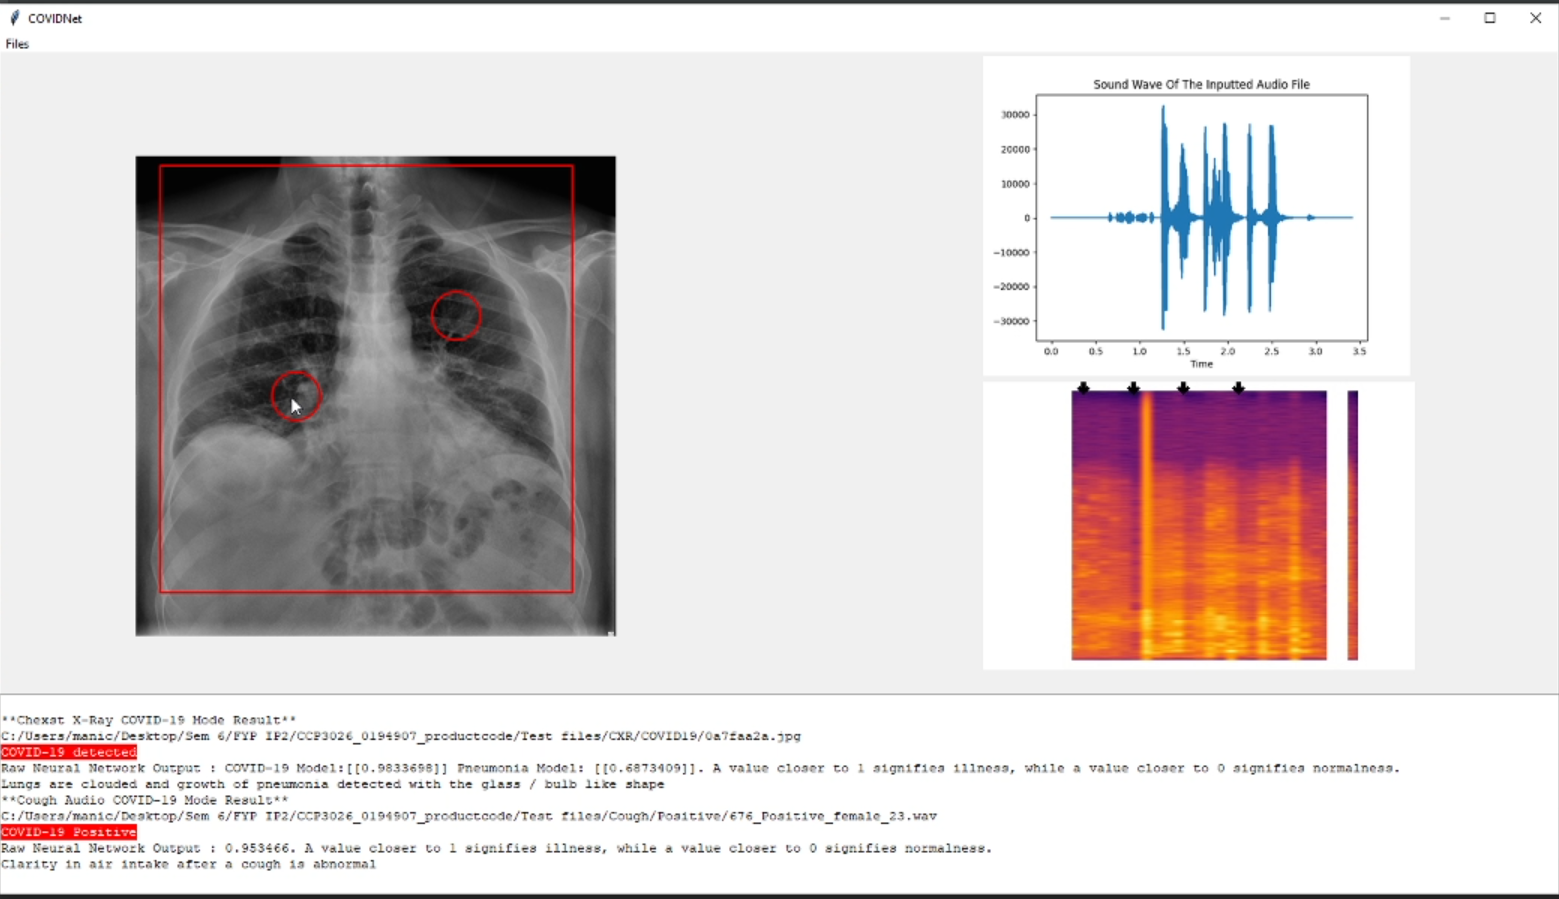 COVIDNet
Files
Sound Wave Of The Inputted Audio File
30000
20000
10000
0
−10000
−20000
−30000
0.0 0.5 1.0 1.5 2.0 2.5 3.0 3.5
Time
**Chexst X-Ray COVID-19 Mode Result**
C:/Users/manic/Desktop/Sem 6/FYP IP2/CCP3026_0194907_productcode/Test files/CXR/COVID19/0a7faa2a.jpg
COVID-19 detected
Raw Neural Network Output : COVID-19 Model:[[0.9833698]] Pneumonia Model: [[0.6873409]]. A value closer to 1 signifies illness, while a value closer to 0 signifies normalness.
Lungs are clouded and growth of pneumonia detected with the glass / bulb like shape
**Cough Audio COVID-19 Mode Result**
C:/Users/manic/Desktop/Sem 6/FYP IP2/CCP3026_0194907_productcode/Test files/Cough/Positive/676_Positive_female_23.wav
COVID-19 Positive
Raw Neural Network Output : 0.953466. A value closer to 1 signifies illness, while a value closer to 0 signifies normalness.
Clarity in air intake after a cough is abnormal